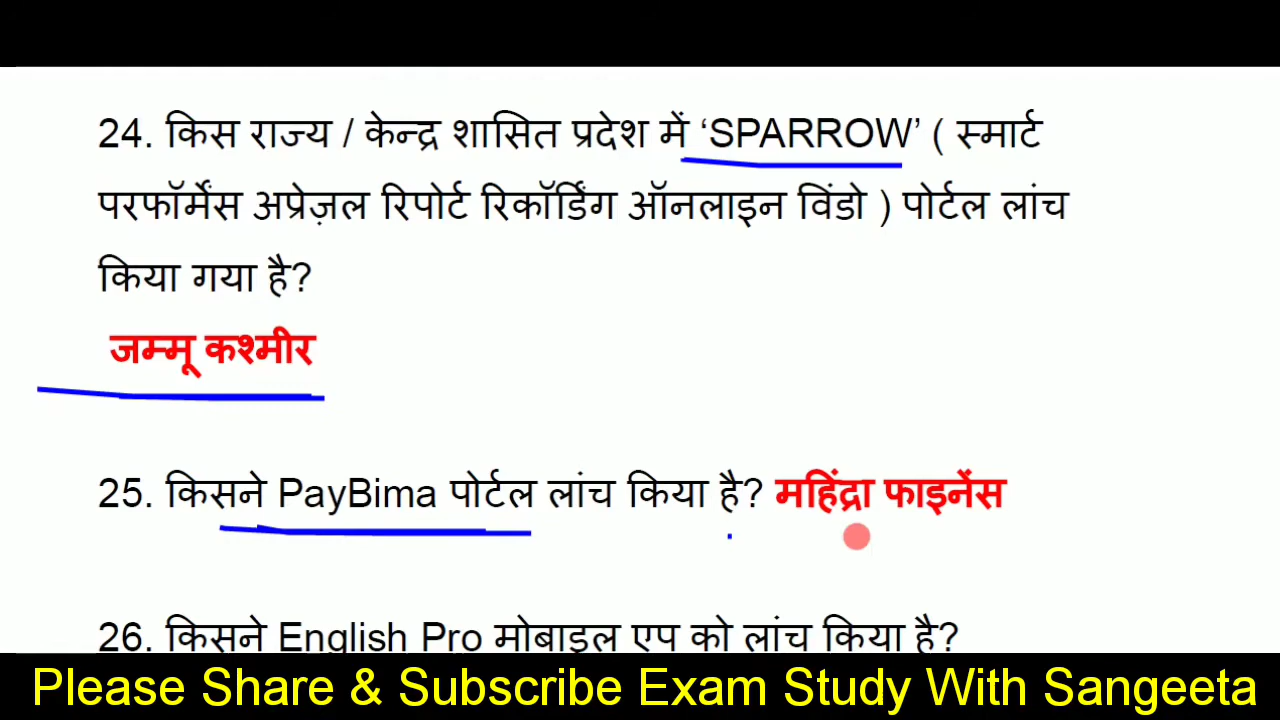 24. किस राज्य / केन्द्र शासित प्रदेश में ‘SPARROW’ ( स्मार्ट
परफॉर्मेंस अप्रेज़ल रिपोर्ट रिकॉर्डिंग ऑनलाइन विंडो ) पोर्टल लांच
किया गया है?
जम्मू कश्मीर
25. किसने PayBima पोर्टल लांच किया है? महिंद्रा फाइनेंस
26. किसने English Pro मोबाइल एप को लांच किया है?
Please Share & Subscribe Exam Study With Sangeeta